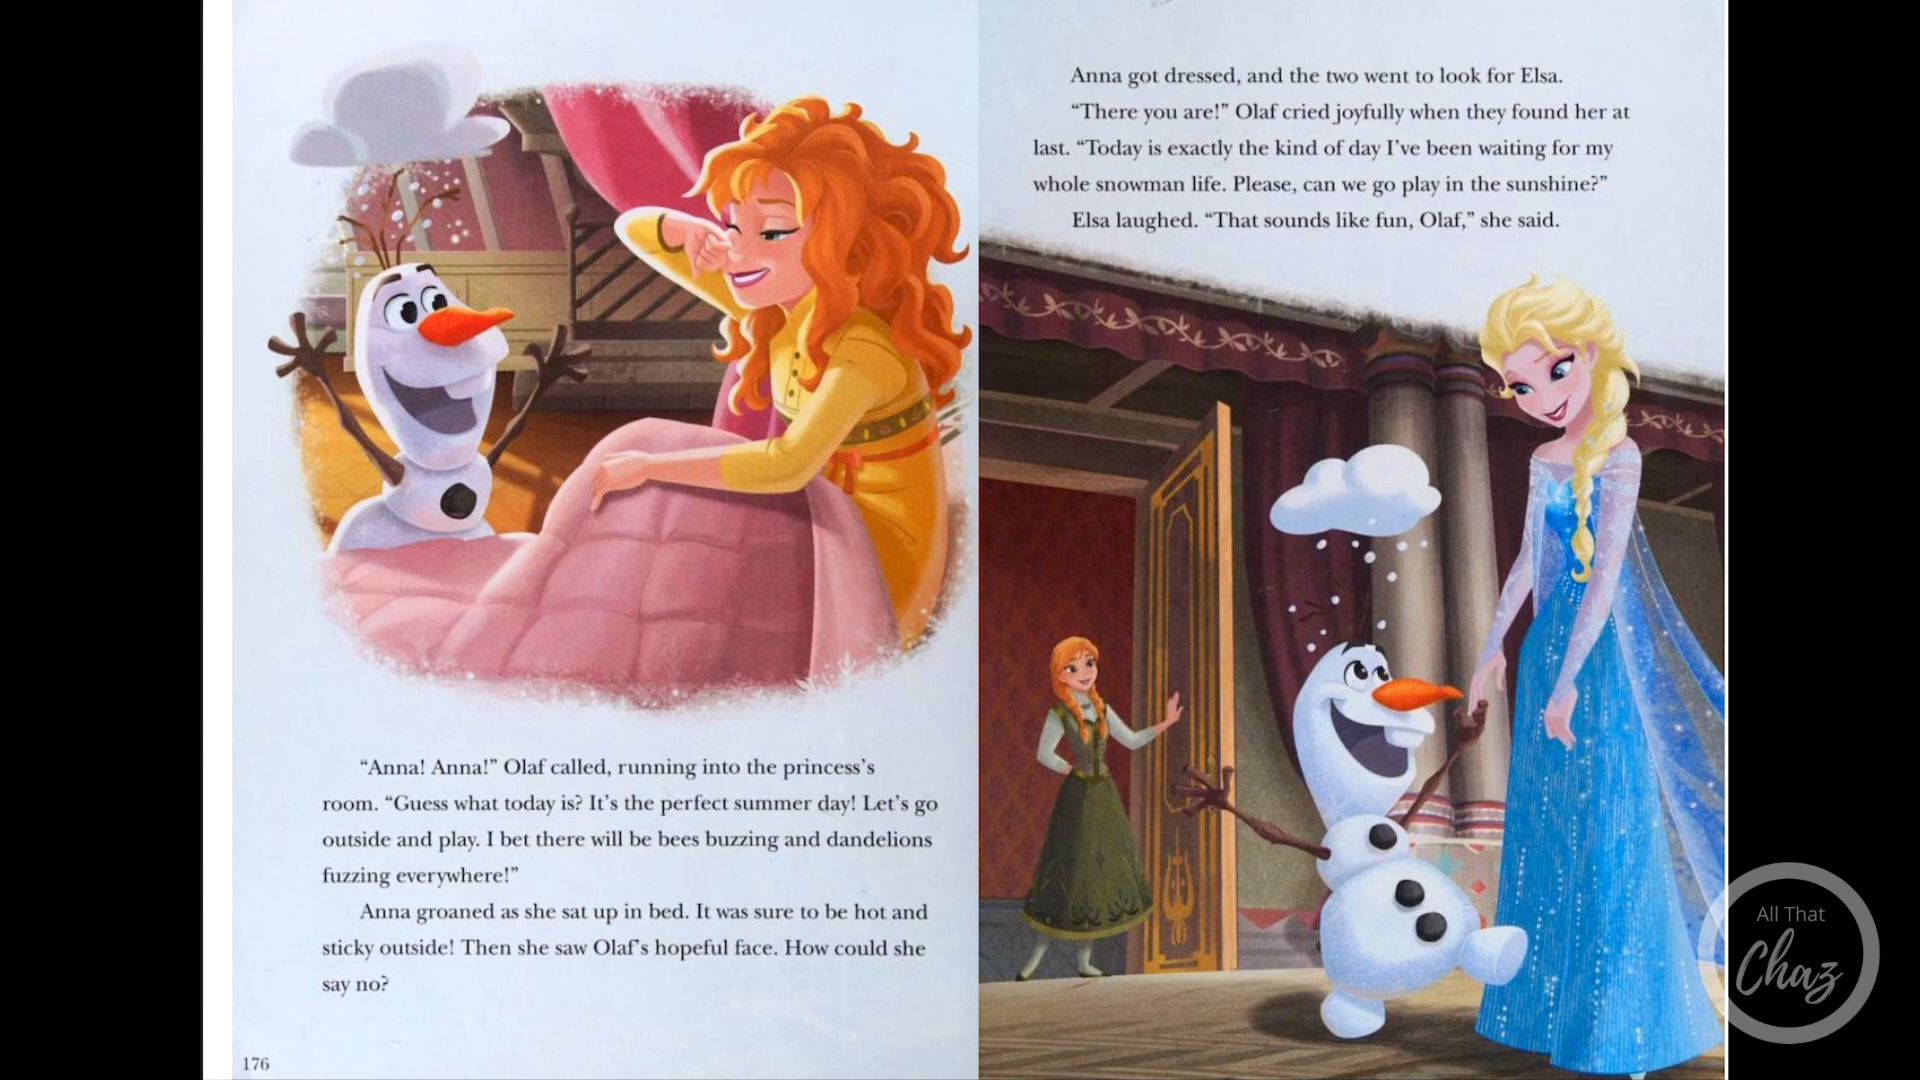 “Anna! Anna!” Olaf called, running into the princess’s
room. “Guess what today is? It’s the perfect summer day! Let’s go
outside and play. I bet there will be bees buzzing and dandelions
fuzzing everywhere!”
Anna groaned as she sat up in bed. It was sure to be hot and
sticky outside! Then she saw Olaf’s hopeful face. How could she
say no?
176
Anna got dressed, and the two went to look for Elsa.
“There you are!” Olaf cried joyfully when they found her at
last. “Today is exactly the kind of day I’ve been waiting for my
whole snowman life. Please, can we go play in the sunshine?”
Elsa laughed. “That sounds like fun, Olaf,” she said.
All That
Chaz